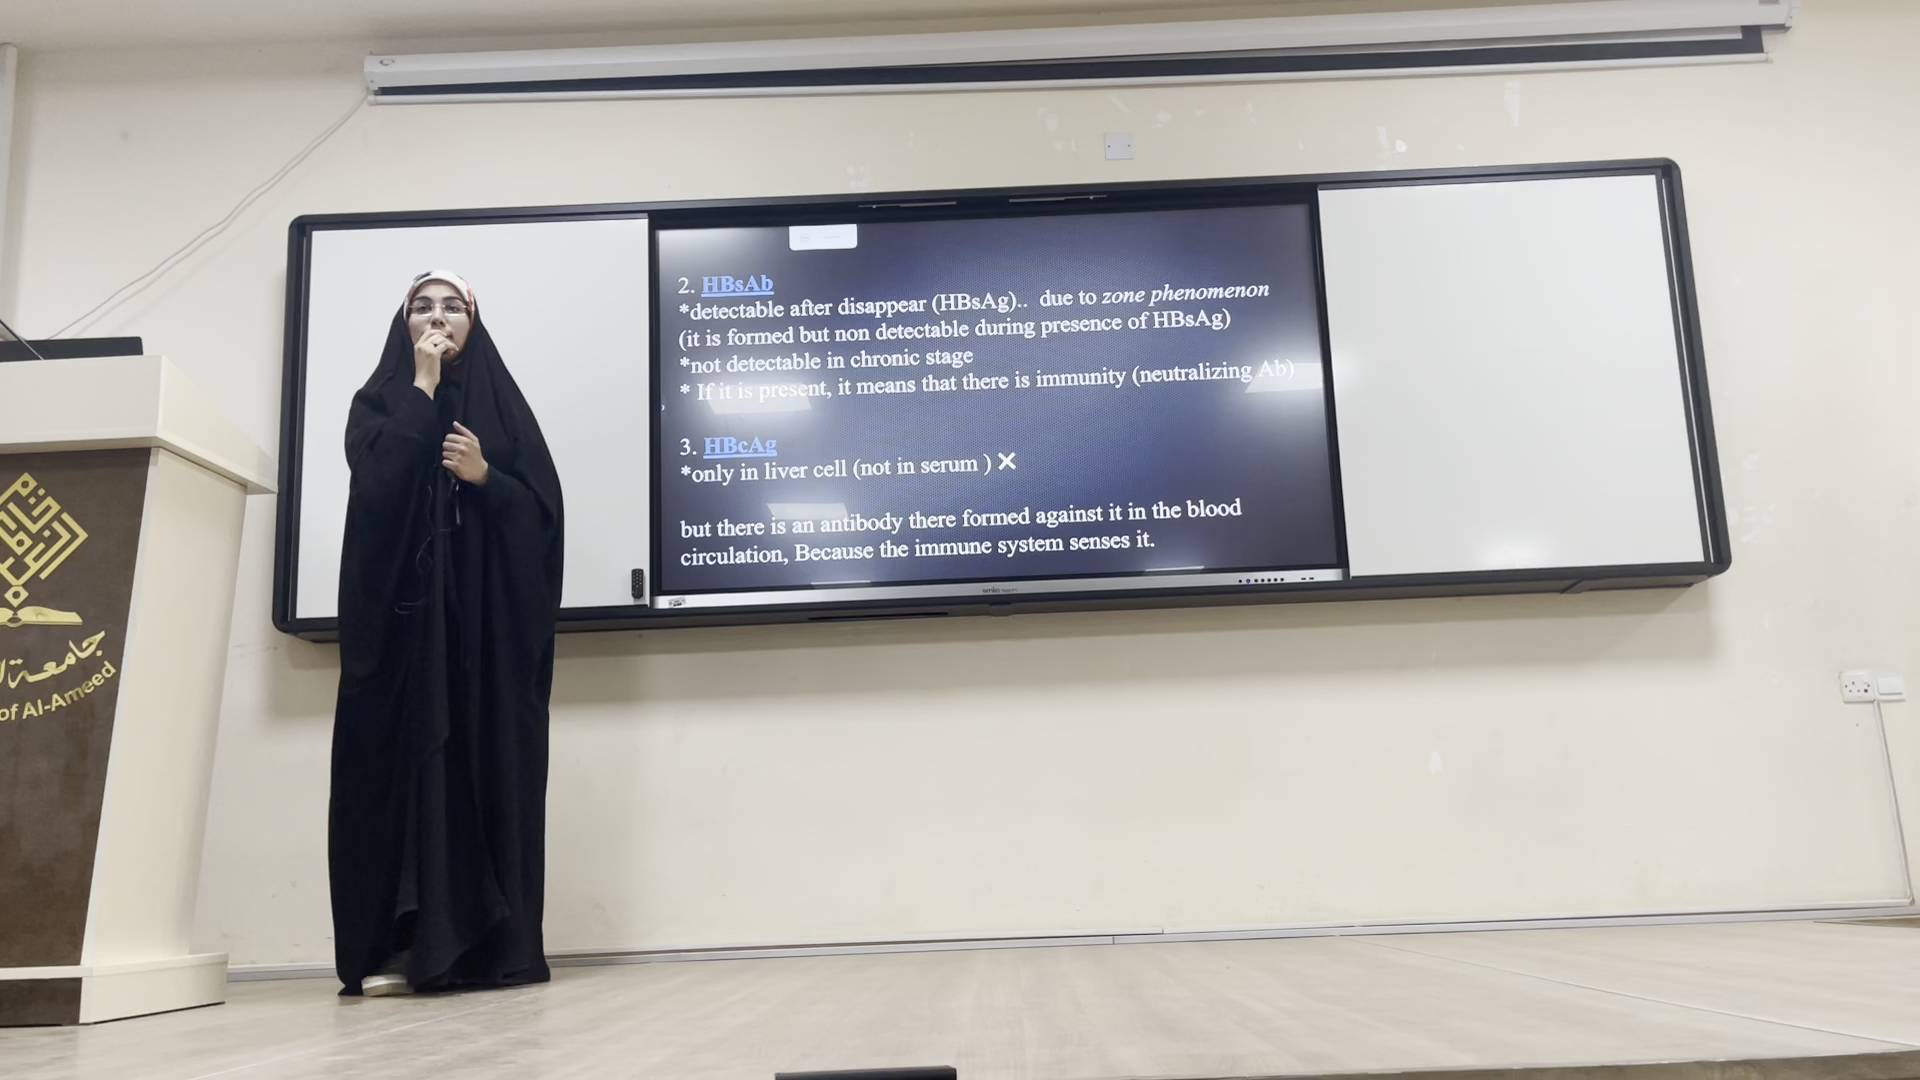 2. HBsAb
*detectable after disappear (HBsAg).. due to zone phenomenon
(it is formed but non detectable during presence of HBsAg)
*not detectable in chronic stage
* If it is present, it means that there is immunity (neutralizing Ab)
3. HBcAg
*only in liver cell (not in serum ) ✕
but there is an antibody there formed against it in the blood
circulation, Because the immune system senses it.
جامعة
of Al-Ameed